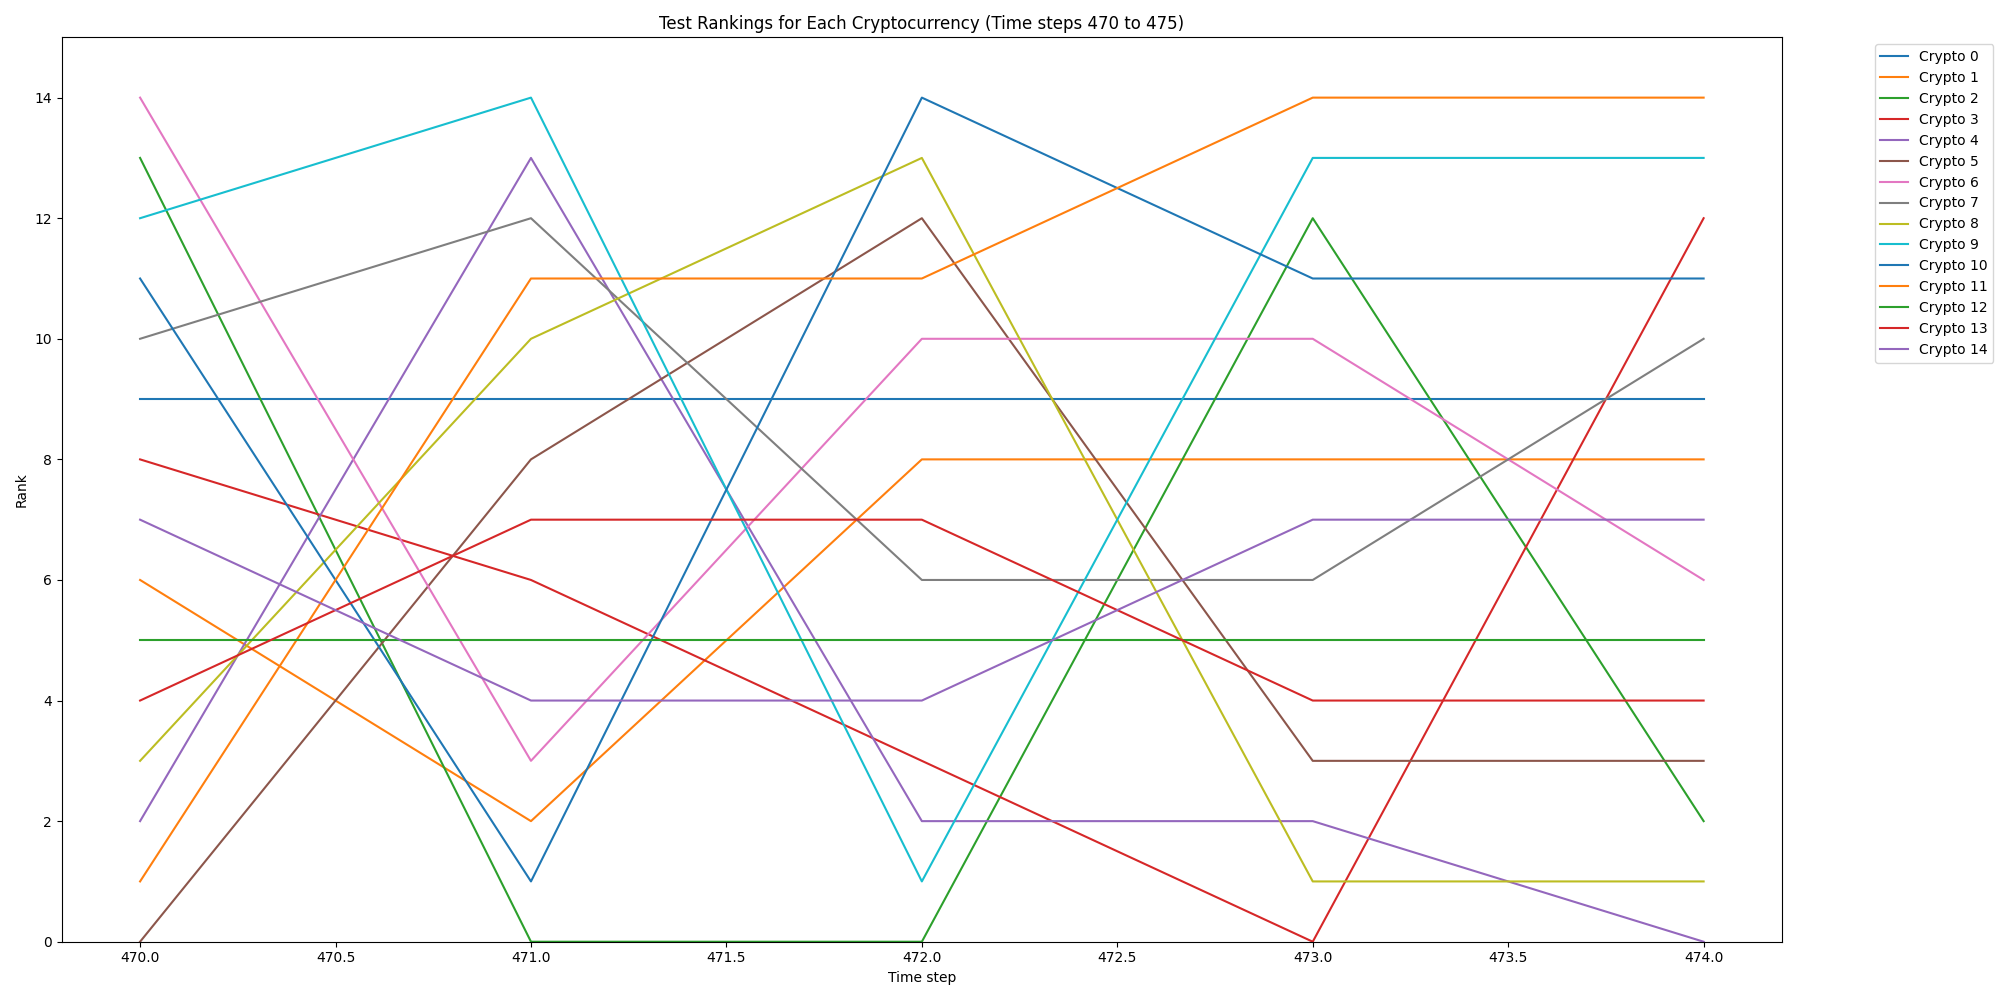 Test Rankings for Each Cryptocurrency (Time steps 470 to 475)
Rank
14
12
10
8
6
4
2
0
470.0 470.5 471.0 471.5 472.0 472.5 473.0 473.5 474.0
Time step
Crypto 0
Crypto 1
Crypto 2
Crypto 3
Crypto 4
Crypto 5
Crypto 6
Crypto 7
Crypto 8
Crypto 9
Crypto 10
Crypto 11
Crypto 12
Crypto 13
Crypto 14